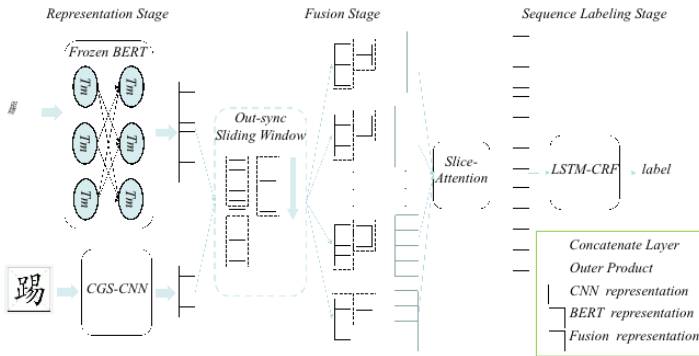 Representation Stage
Fusion Stage
Sequence Labeling Stage
Frozen BERT
Tm Tm
Tm Tm
Tm Tm
Out-sync
Sliding Window
Slice-
Attention
LSTM-CRF
label
踢
CGS-CNN
Concatenate Layer
Outer Product
CNN representation
BERT representation
Fusion representation